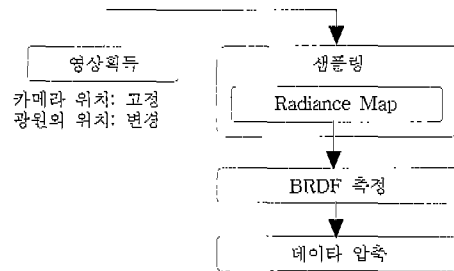 영상획득
카메라 위치: 고정
광원의 위치: 변경
샘플링
Radiance Map
BRDF 측정
데이타 압축